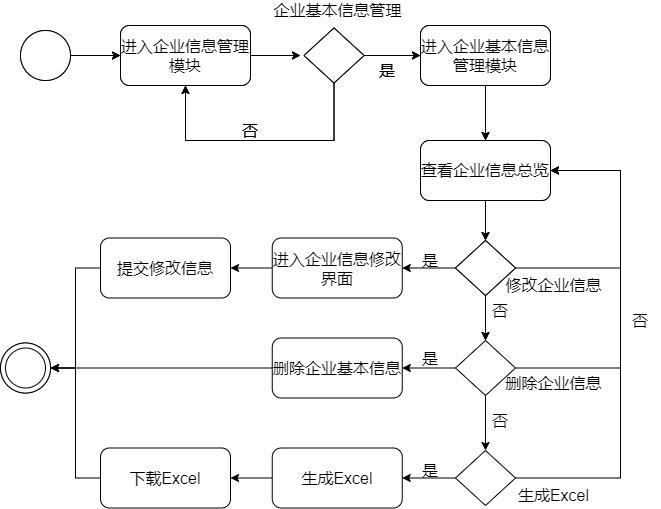 企业基本信息管理
进入企业信息管理
模块
是
进入企业基本信息
管理模块
否
查看企业信息总览
提交修改信息
进入企业信息修改
界面
是
修改企业信息
否
否
删除企业基本信息
是
删除企业信息
否
下载Excel
生成Excel
是
生成Excel